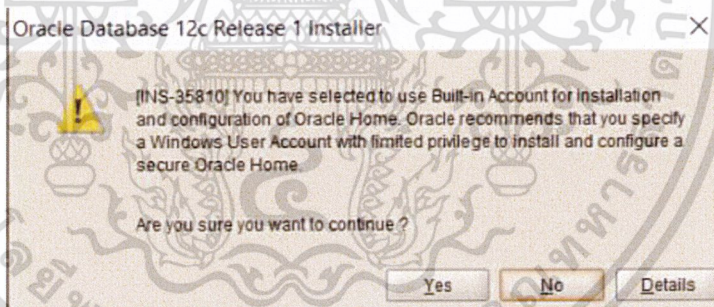 Oracle Database 12c Release 1 Installer
[INS-35810] You have selected to use Built-in Account for installation
and configuration of Oracle Home. Oracle recommends that you specify
a Windows User Account with limited privilege to install and configure a
secure Oracle Home.
Are you sure you want to continue ?
Yes
No
Details